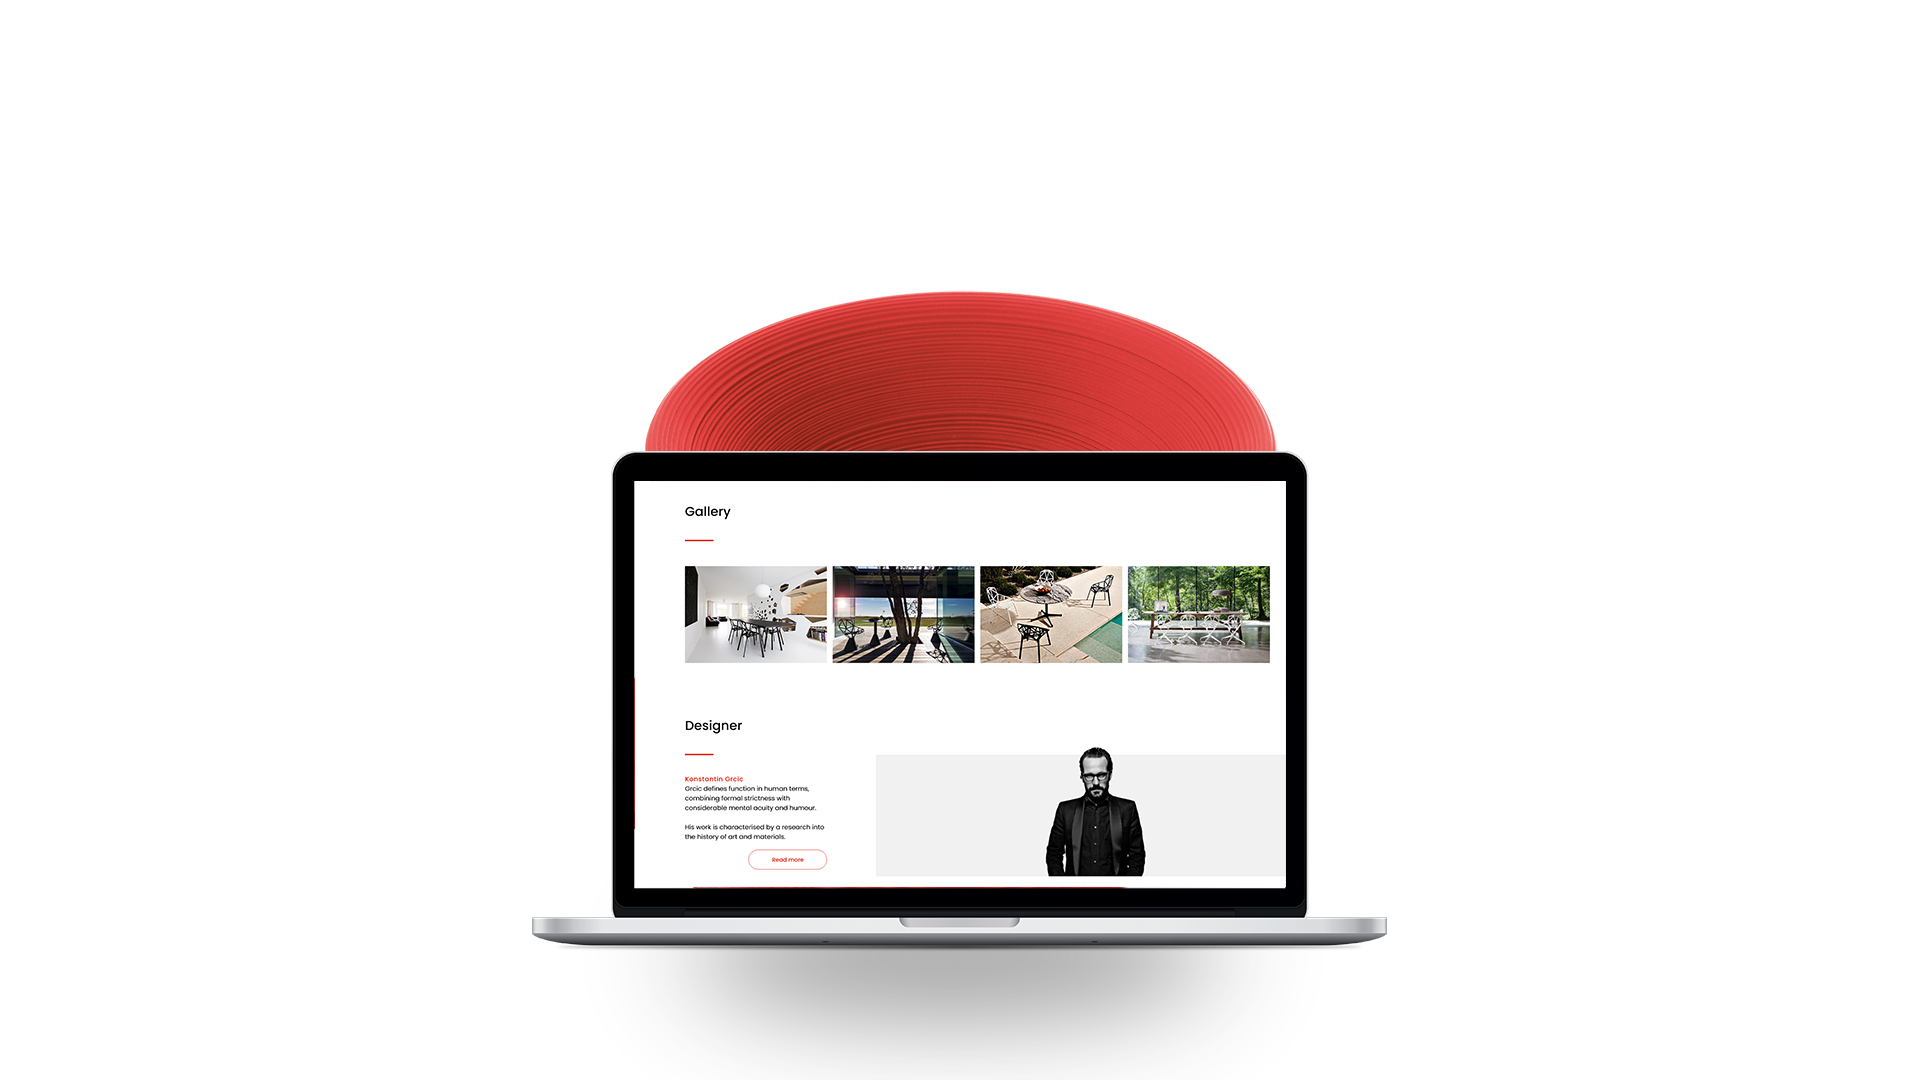 Gallery
Designer
Konstantin Grcic
Grcic defines function in human terms,
combining formal strictness with
considerable mental acuity and humour.
His work is characterised by a research into
the history of art and materials.
Read more